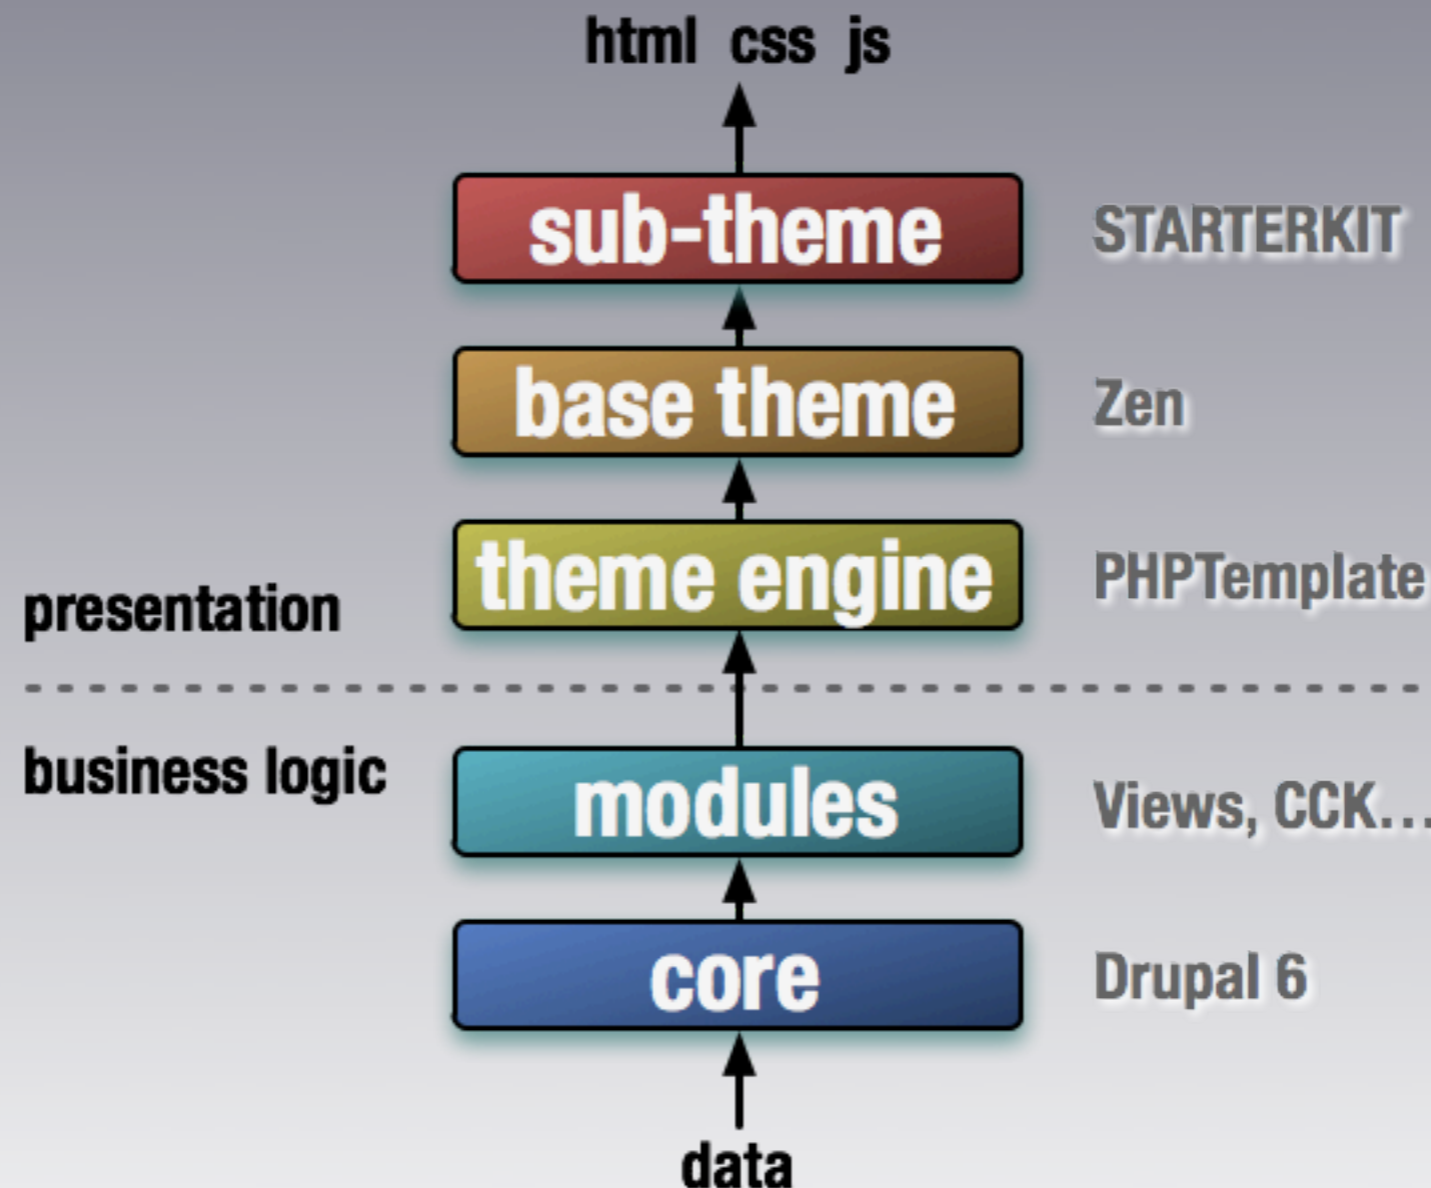 html css js
sub-theme STARTERKIT
base theme Zen
theme engine PHPTemplate
presentation
business logic
modules Views, CCK...
core Drupal 6
data